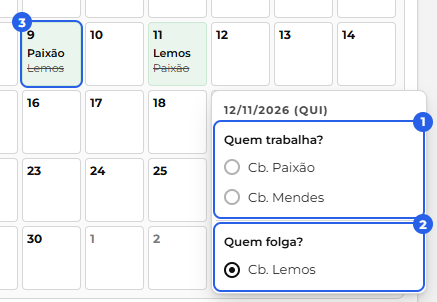 3
9 10 11 12 13 14
Paixão Lemos
Lemos Paixão
16 17 18
12/11/2026 (QUI)
1
Quem trabalha?
Cb. Paixão
23 24 25
Cb. Mendes
2
30 1 2
Quem folga?
Cb. Lemos